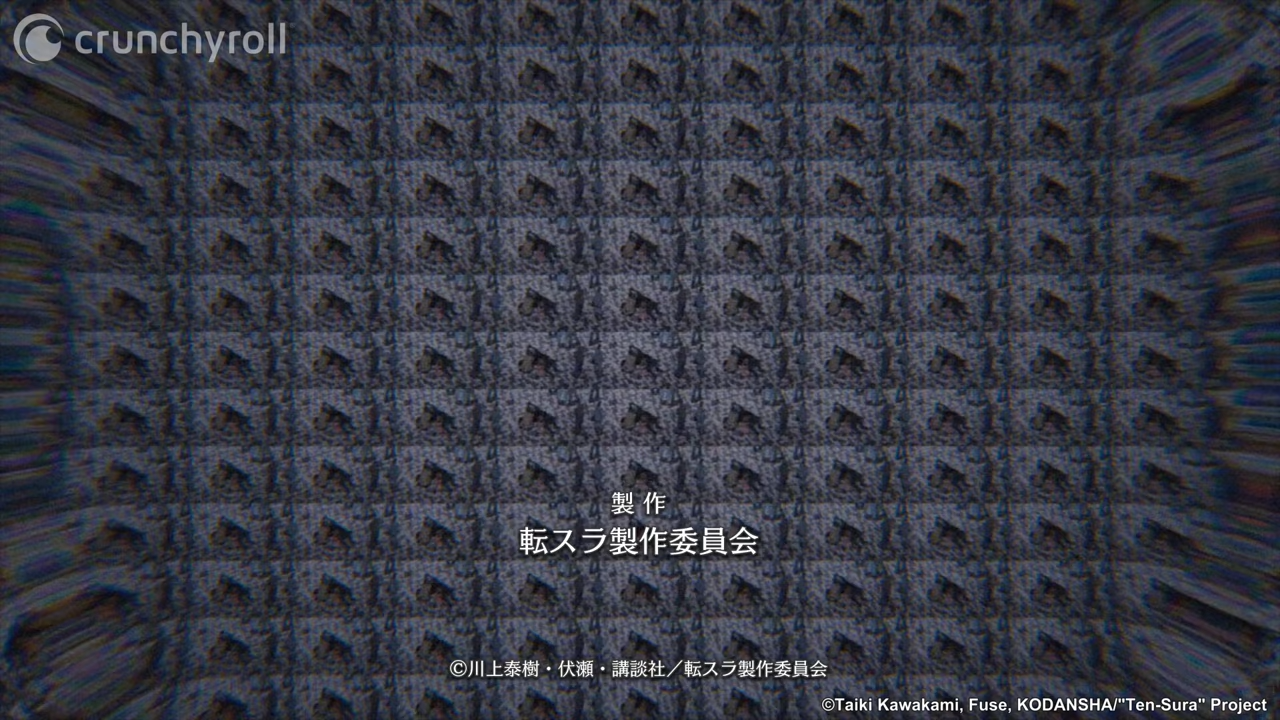 crunchyroll
製作
転スラ製作委員会
©川上泰樹・伏瀬・講談社／転スラ製作委員会
©Taiki Kawakami, Fuse, KODANSHA/"Ten-Sura" Project